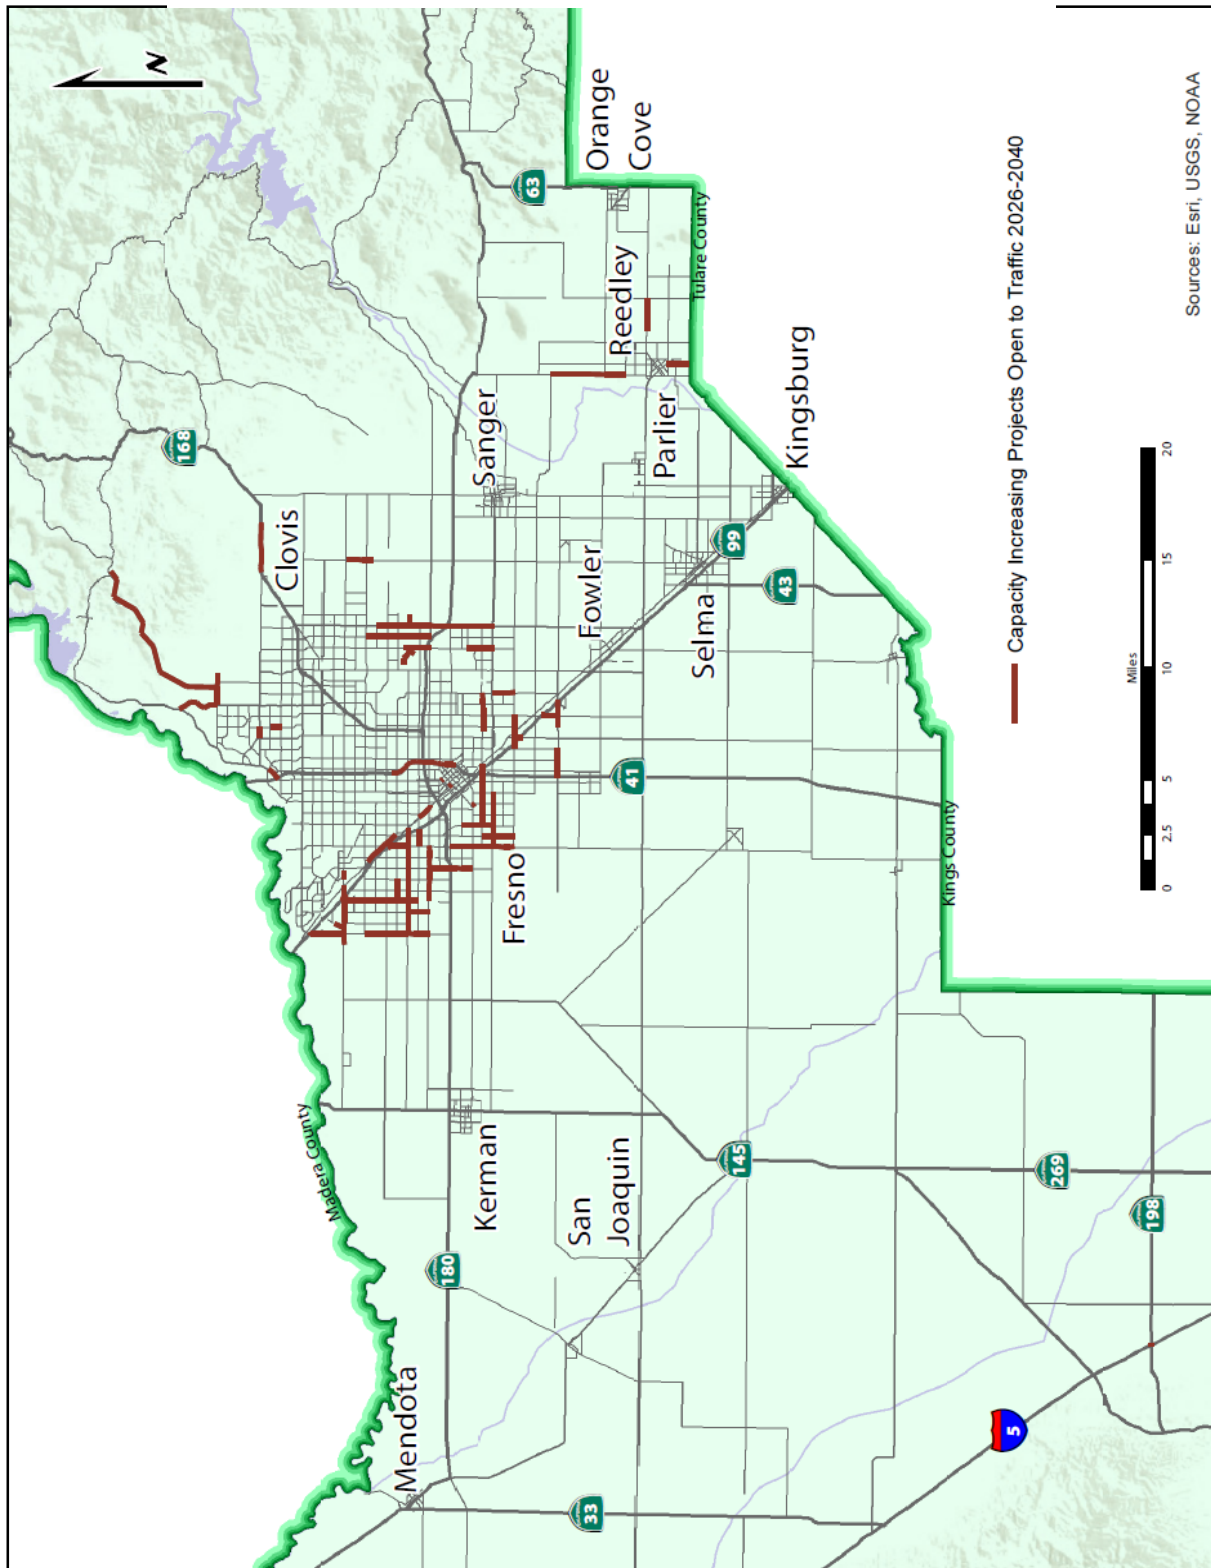 N
168
Clovis
63
Orange
Cove
Reedley
Tulare County
Sanger
Parlier
Kingsburg
99
43
Fowler
Selma
41
Fresno
Kings County
Madera County
Kerman
San
Joaquin
145
180
269
198
Mendota
33
5
Capacity Increasing Projects Open to Traffic 2026-2040
Miles
0 2.5 5 10 15 20
Sources: Esri, USGS, NOAA